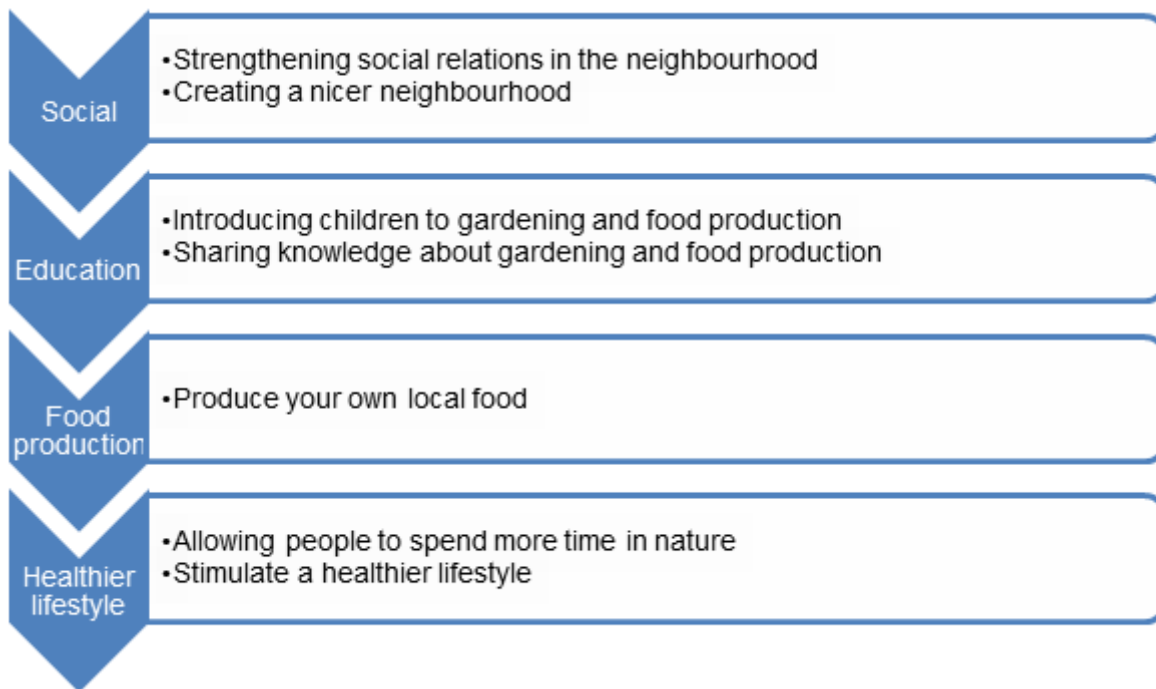 Social
•Strengthening social relations in the neighbourhood
•Creating a nicer neighbourhood
Education
•Introducing children to gardening and food production
•Sharing knowledge about gardening and food production
Food
production
•Produce your own local food
Healthier
lifestyle
•Allowing people to spend more time in nature
•Stimulate a healthier lifestyle